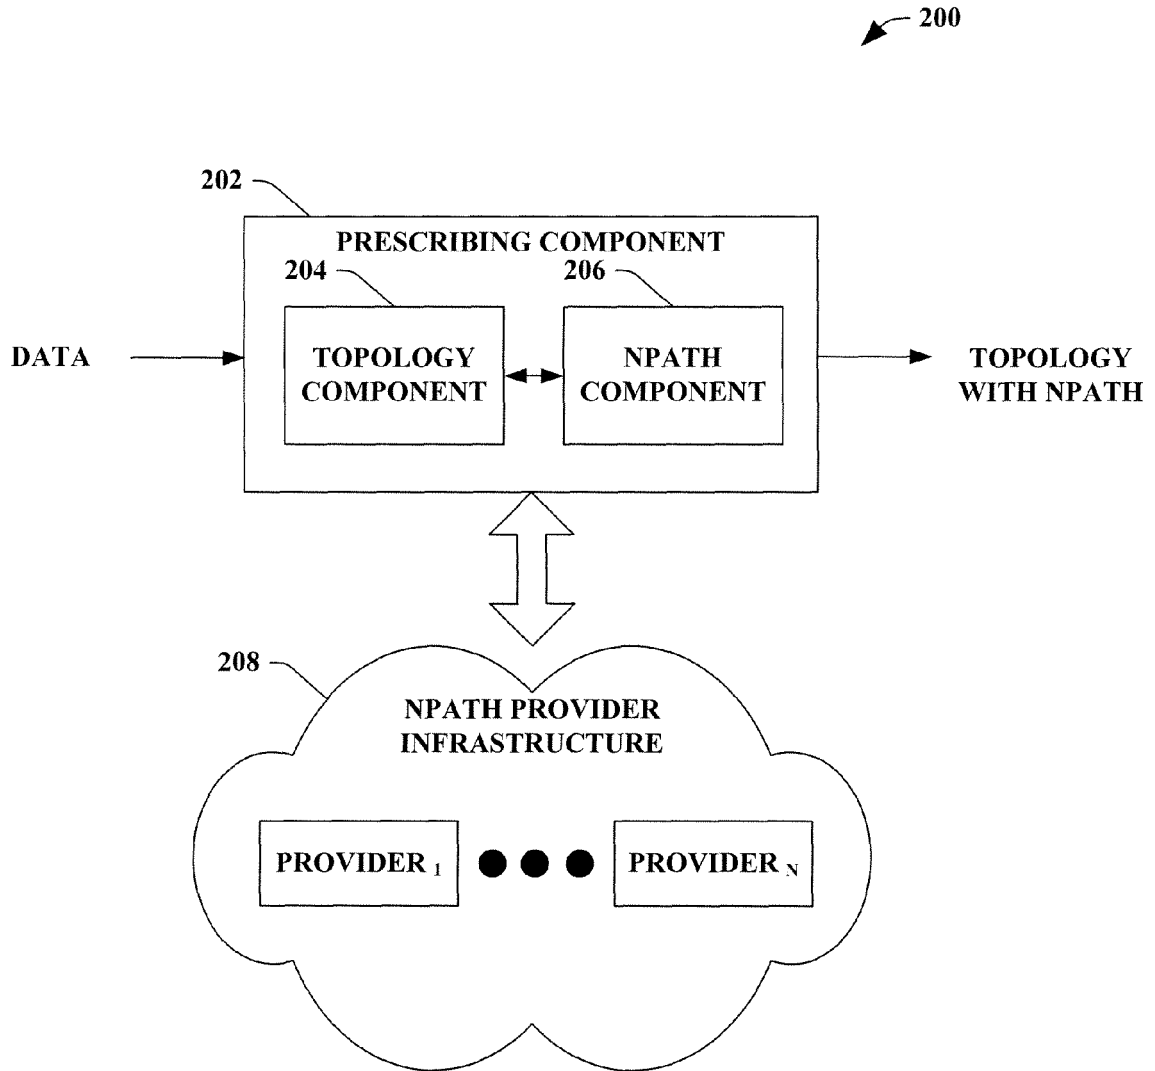 200
202
PRESCRIBING COMPONENT
204
206
DATA
TOPOLOGY
COMPONENT
NPATH
COMPONENT
TOPOLOGY
WITH NPATH
208
NPATH PROVIDER
INFRASTRUCTURE
PROVIDER 1
PROVIDER N